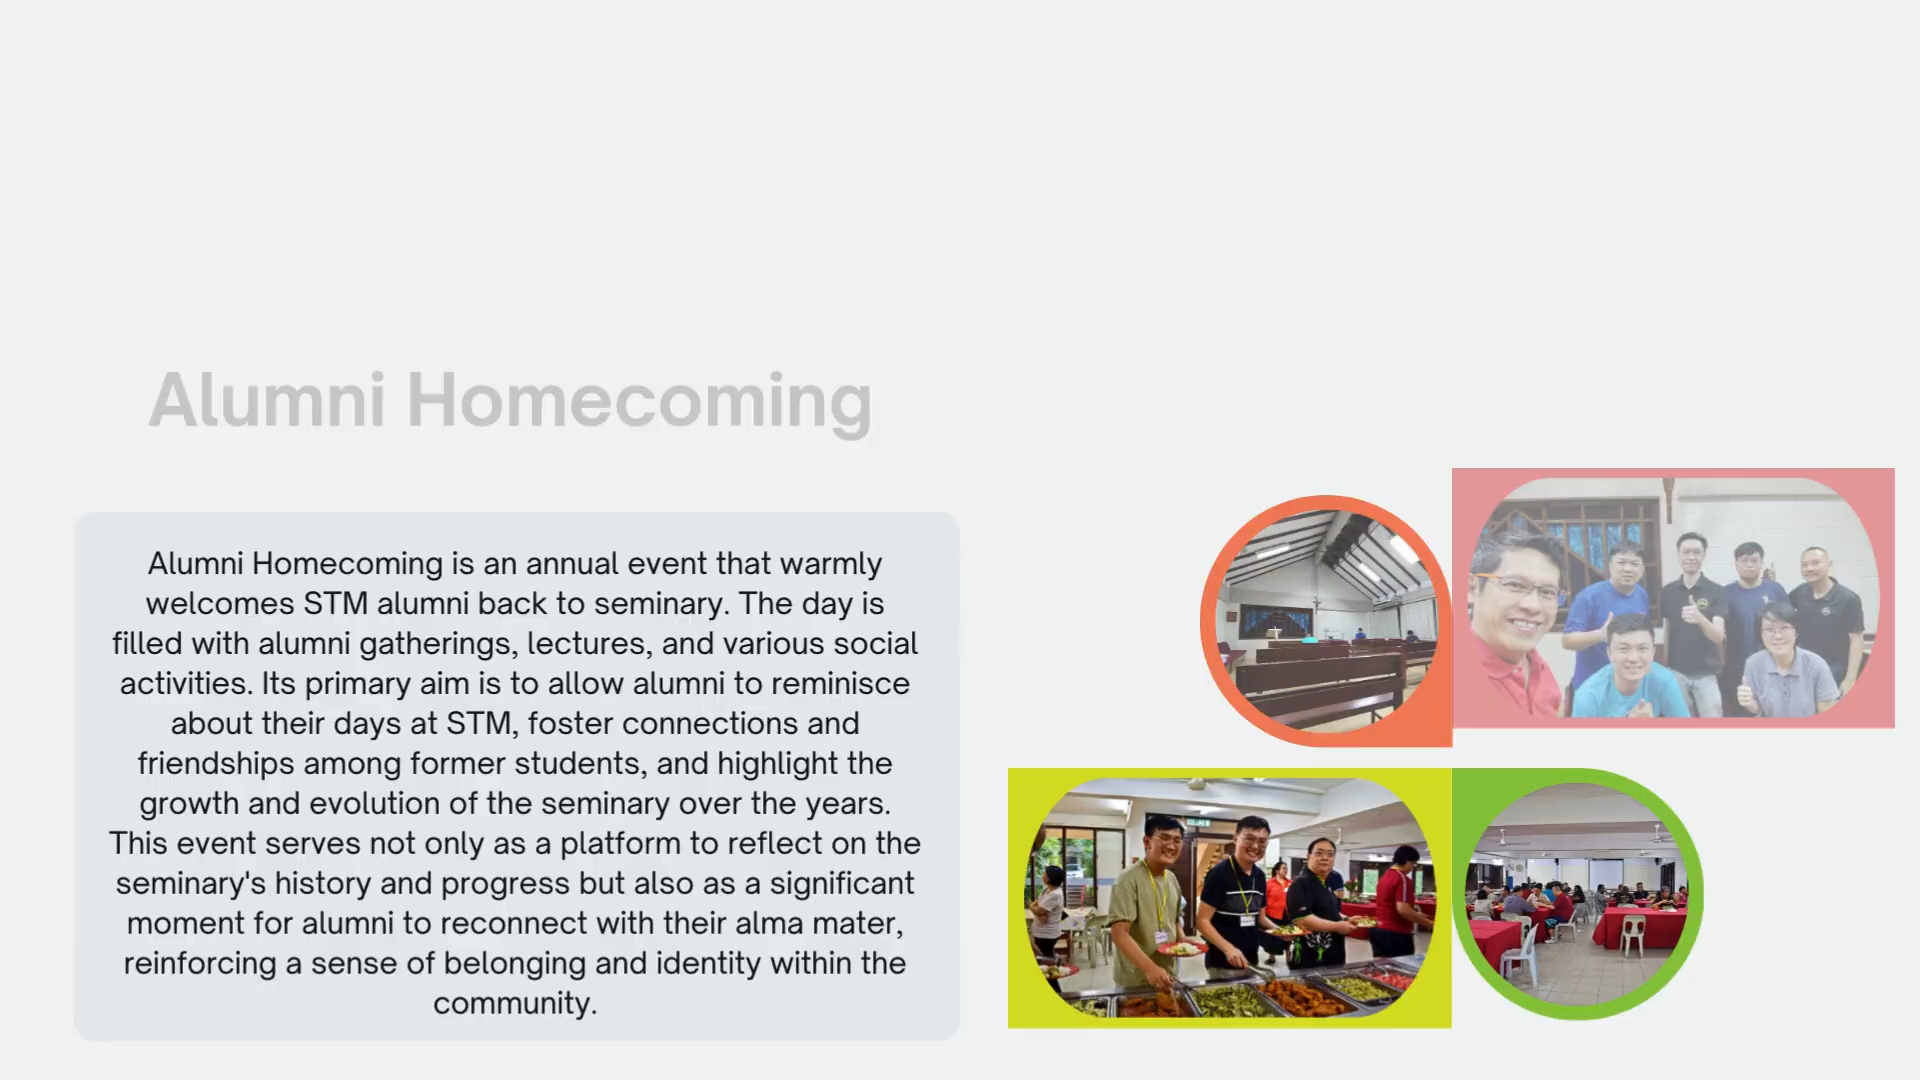 Alumni Homecoming
Alumni Homecoming is an annual event that warmly
welcomes STM alumni back to seminary. The day is
filled with alumni gatherings, lectures, and various social
activities. Its primary aim is to allow alumni to reminisce
about their days at STM, foster connections and
friendships among former students, and highlight the
growth and evolution of the seminary over the years.
This event serves not only as a platform to reflect on the
seminary's history and progress but also as a significant
moment for alumni to reconnect with their alma mater,
reinforcing a sense of belonging and identity within the
community.